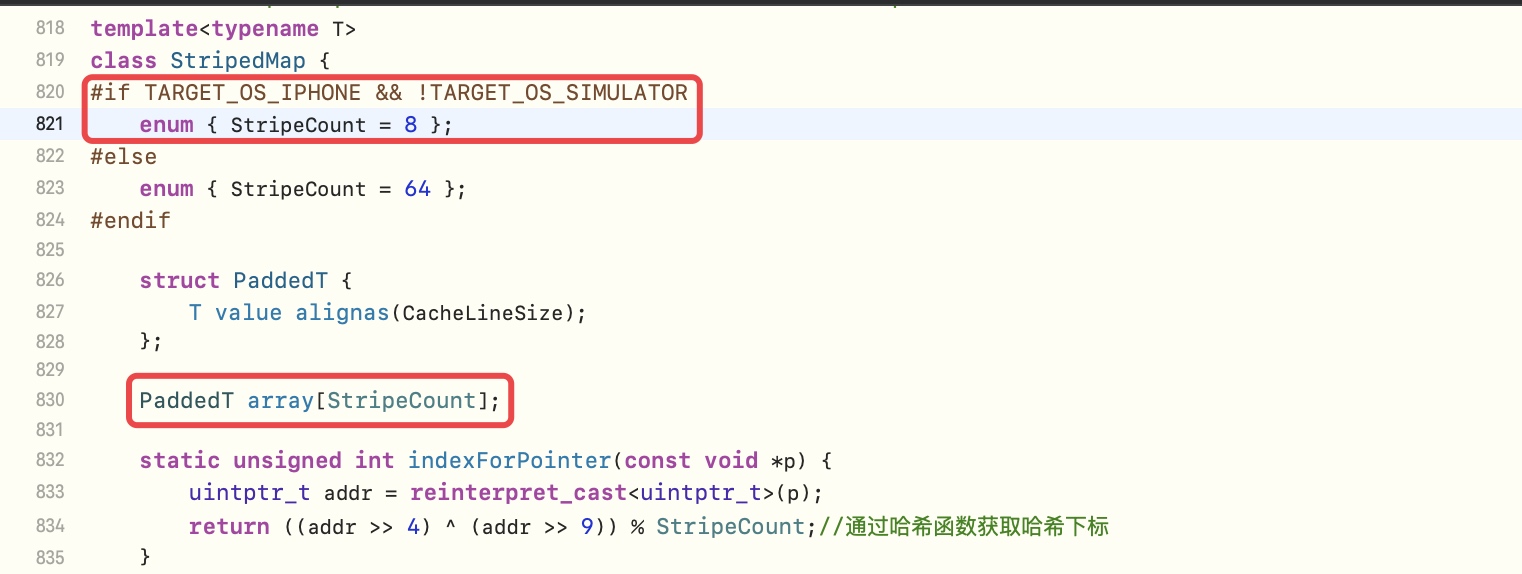 818 template<typename T>
819 class StripedMap {
820 #if TARGET_OS_IPHONE && !TARGET_OS_SIMULATOR
821 enum { StripeCount = 8 };
822 #else
823 enum { StripeCount = 64 };
824 #endif
825
826 struct PaddedT {
827 T value alignas(CacheLineSize);
828 };
829
830 PaddedT array[StripeCount];
831
832 static unsigned int indexForPointer(const void *p) {
833 uintptr_t addr = reinterpret_cast<uintptr_t>(p);
834 return ((addr >> 4) ^ (addr >> 9)) % StripeCount;//通过哈希函数获取哈希下标
835 }